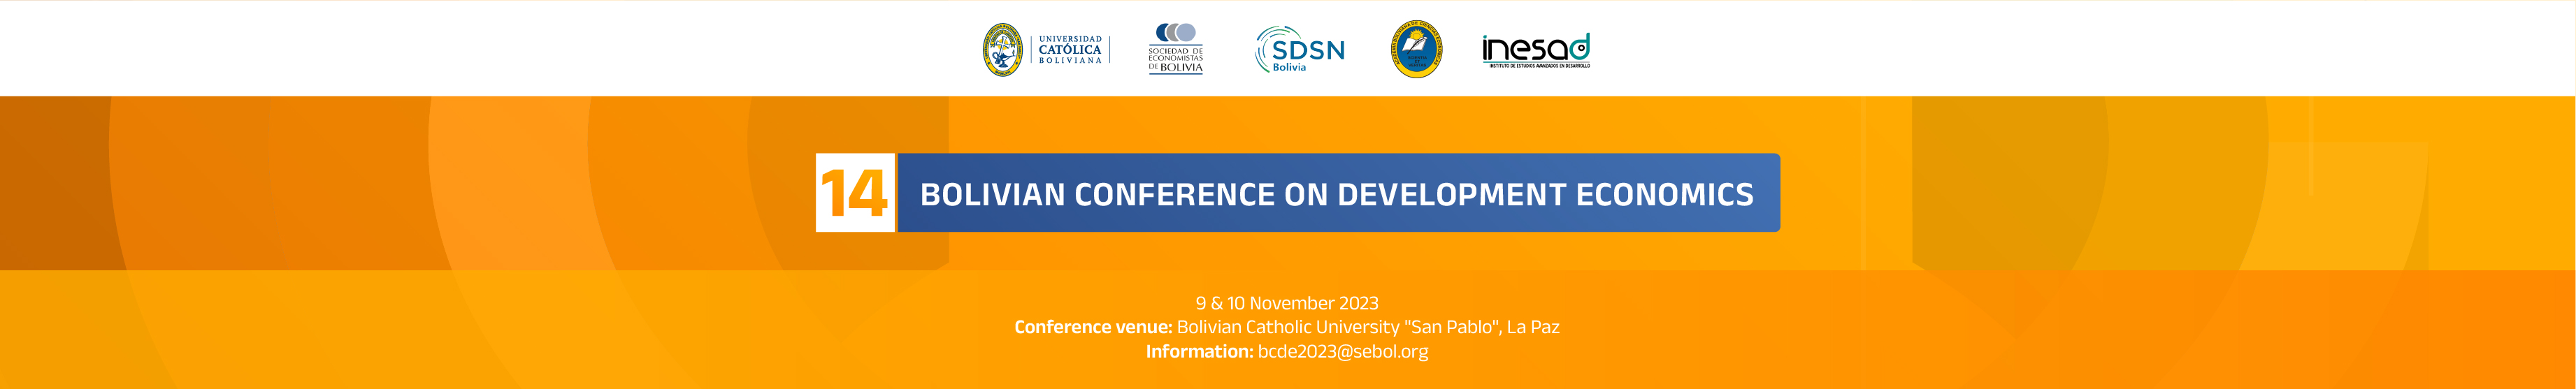 UNIVERSIDAD
CATÓLICA
BOLIVIANA
SOCIEDAD DE
ECONOMISTAS
DE BOLIVIA
SDSN
Bolivia
inesad
INSTITUTO DE ESTUDIOS AVANZADOS EN DESARROLLO
14
BOLIVIAN CONFERENCE ON DEVELOPMENT ECONOMICS
9 & 10 November 2023
Conference venue: Bolivian Catholic University "San Pablo", La Paz
Information: bcde2023@sebol.org